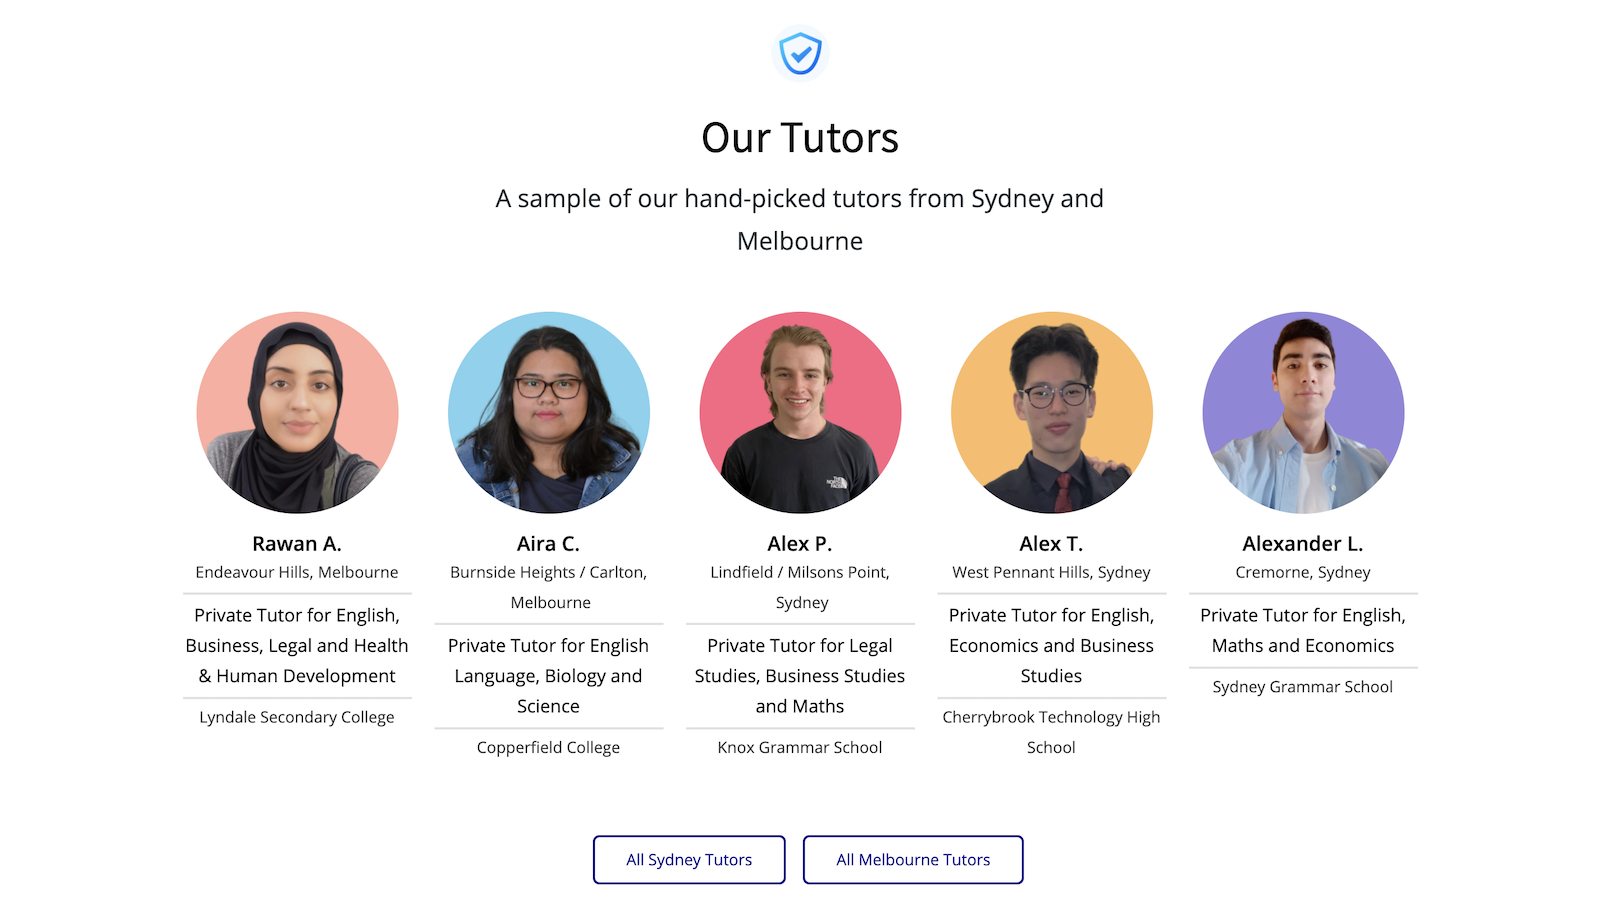 Our Tutors
A sample of our hand-picked tutors from Sydney and
Melbourne
THE
NORTH
FACE
Rawan A.
Endeavour Hills, Melbourne
Private Tutor for English,
Business, Legal and Health
& Human Development
Lyndale Secondary College
Aira C.
Burnside Heights / Carlton,
Melbourne
Private Tutor for English
Language, Biology and
Science
Copperfield College
Alex P.
Lindfield / Milsons Point,
Sydney
Private Tutor for Legal
Studies, Business Studies
and Maths
Knox Grammar School
Alex T.
West Pennant Hills, Sydney
Private Tutor for English,
Economics and Business
Studies
Cherrybrook Technology High
School
Alexander L.
Cremorne, Sydney
Private Tutor for English,
Maths and Economics
Sydney Grammar School
All Sydney Tutors
All Melbourne Tutors